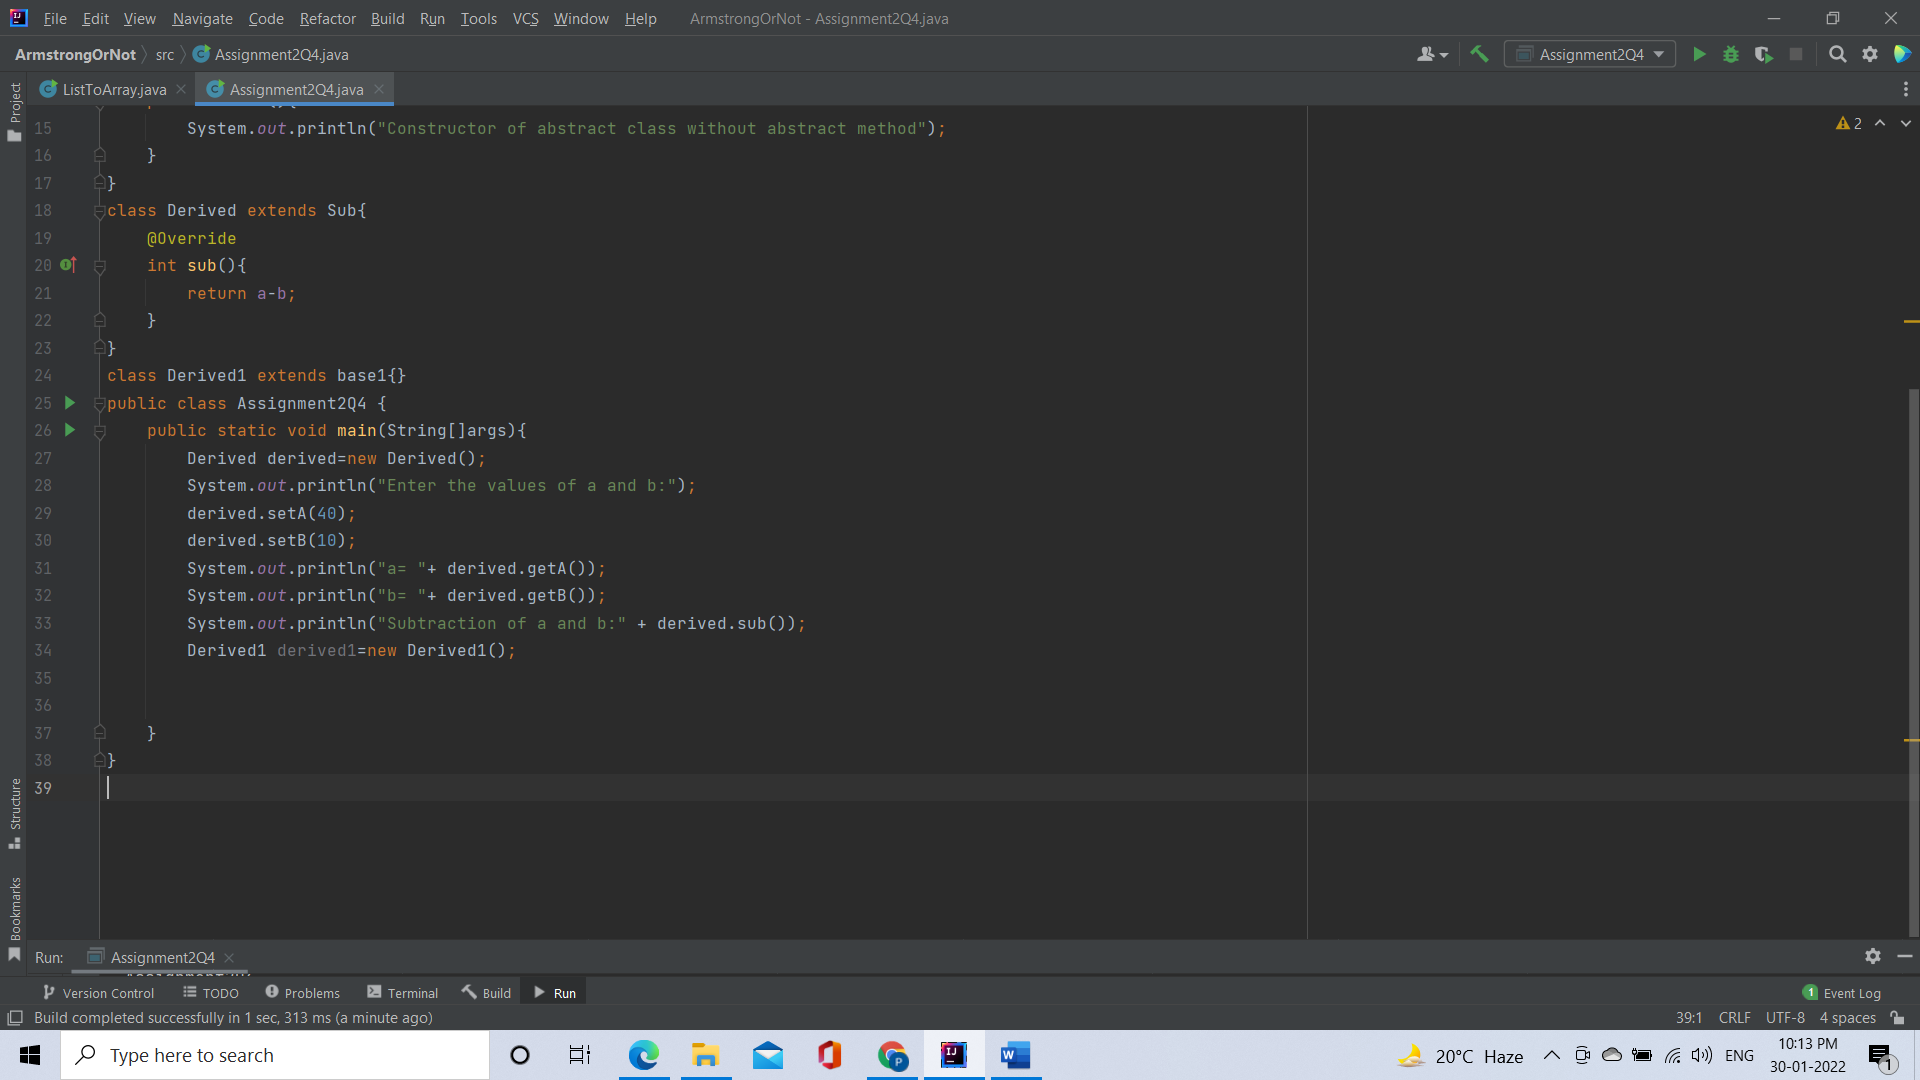 File Edit View Navigate Code Refactor Build Run Tools VCS Window Help ArmstrongOrNot - Assignment2Q4.java
ArmstrongOrNot src Assignment2Q4.java Assignment2Q4
ListToArray.java Assignment2Q4.java
Project
2
15 System.out.println("Constructor of abstract class without abstract method");
16 }
17 }
18 class Derived extends Sub{
19 @Override
20 int sub(){
21 return a-b;
22 }
23 }
24 class Derived1 extends base1{}
25 public class Assignment2Q4 {
26 public static void main(String[]args){
27 Derived derived=new Derived();
28 System.out.println("Enter the values of a and b:");
29 derived.setA(40);
30 derived.setB(10);
31 System.out.println("a= "+ derived.getA());
32 System.out.println("b= "+ derived.getB());
33 System.out.println("Subtraction of a and b:" + derived.sub());
34 Derived1 derived1=new Derived1();
35
36
37 }
38 }
39
Structure
Bookmarks
Run: Assignment2Q4
Version Control TODO Problems Terminal Build Run 1 Event Log
Build completed successfully in 1 sec, 313 ms (a minute ago) 39:1 CRLF UTF-8 4 spaces
Type here to search 20°C Haze ENG 10:13 PM
30-01-2022 1